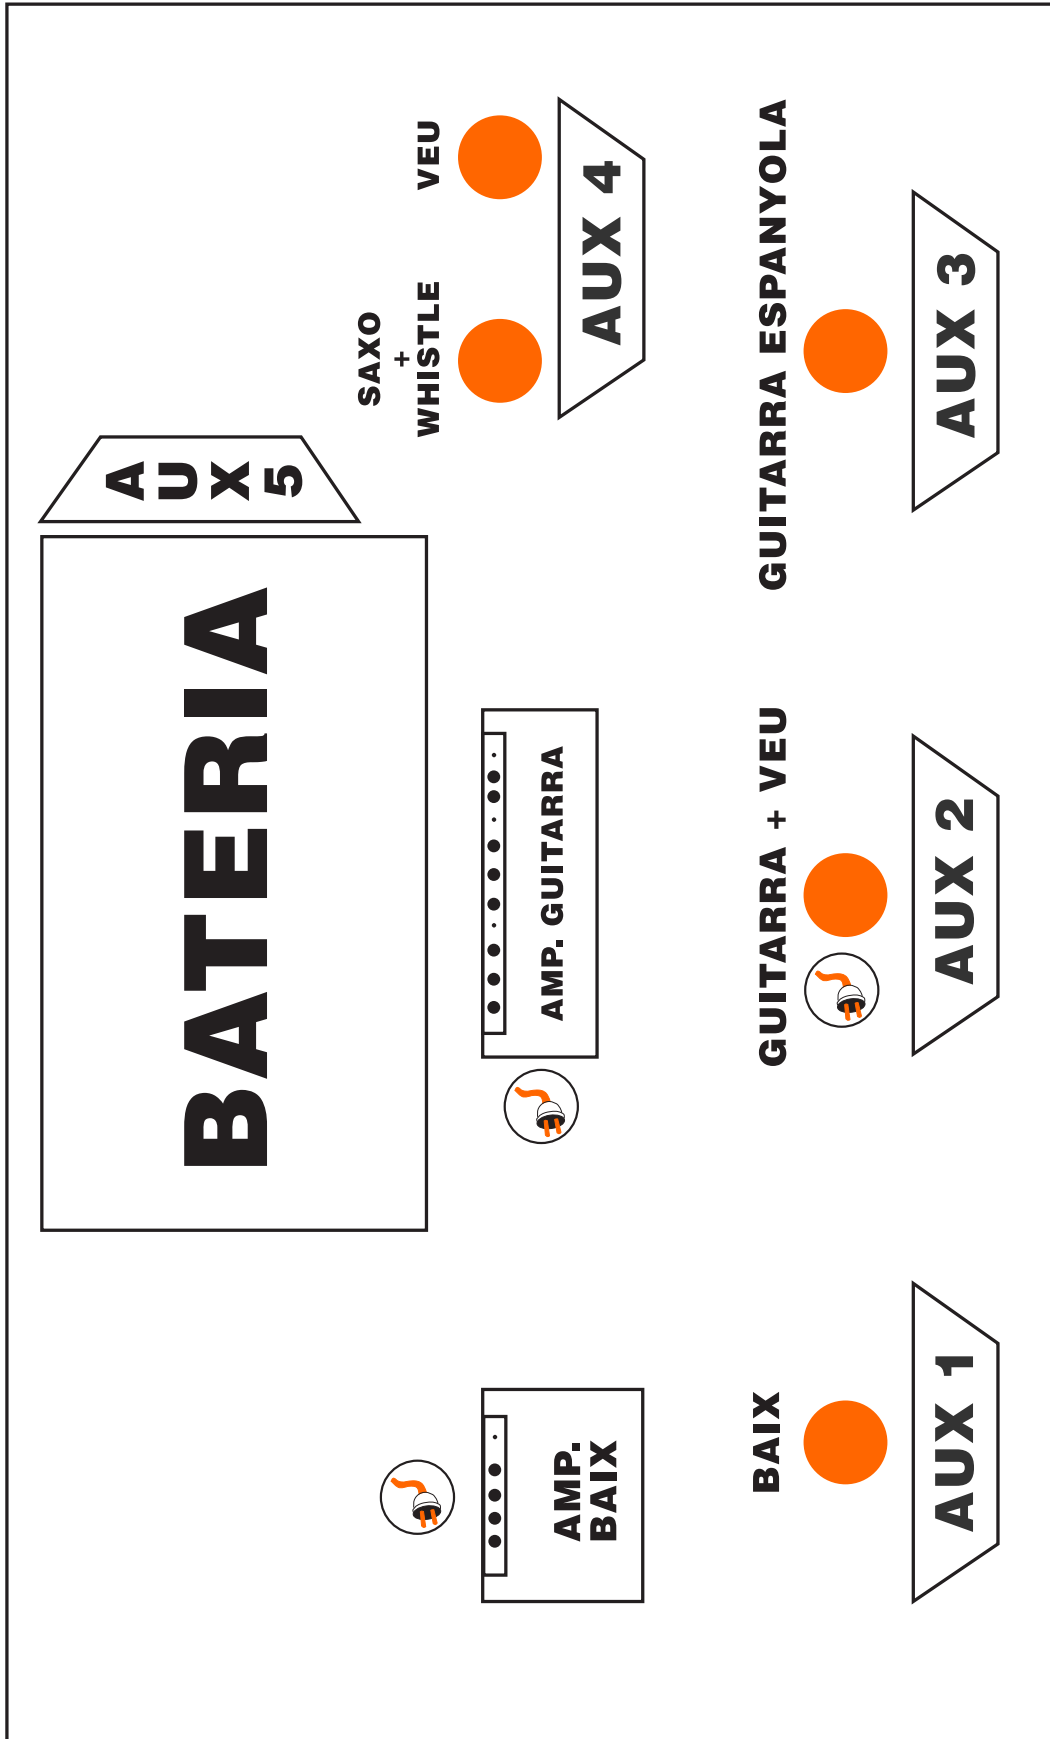 BATERIA
AUX 5
SAXO
+
WHISTLE
VEU
AUX 4
AMP.
BAIX
AMP. GUITARRA
BAIX
GUITARRA + VEU
GUITARRA ESPANYOLA
AUX 1
AUX 2
AUX 3